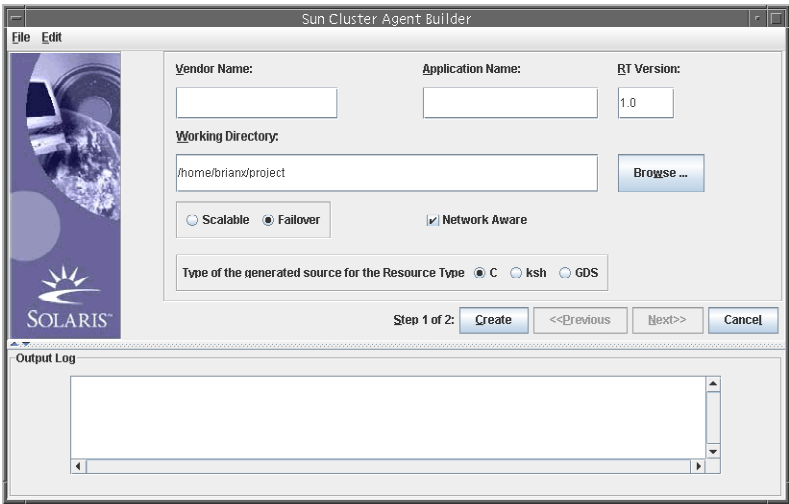 Sun Cluster Agent Builder
File Edit
Vendor Name: Application Name: RT Version:
1.0
Working Directory:
/home/brianx/project Browse ...
Scalable Failover Network Aware
Type of the generated source for the Resource Type C ksh GDS
SOLARIS™
Step 1 of 2: Create <<Previous Next>> Cancel
Output Log